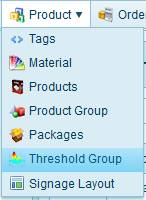 Product ▾ Orde
Tags
Material
Products
Product Group
Packages
Threshold Group
Signage Layout